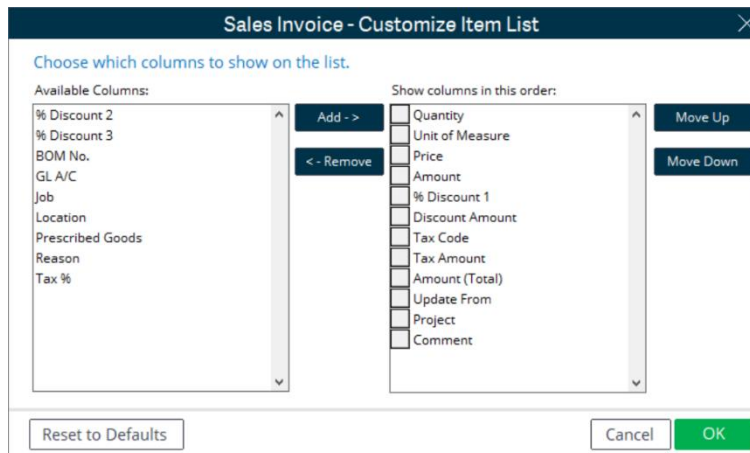 Sales Invoice - Customize Item List
Choose which columns to show on the list.
Available Columns:
% Discount 2
% Discount 3
BOM No.
GL A/C
Job
Location
Prescribed Goods
Reason
Tax %
Add - >
< - Remove
Show columns in this order:
Quantity
Unit of Measure
Price
Amount
% Discount 1
Discount Amount
Tax Code
Tax Amount
Amount (Total)
Update From
Project
Comment
Move Up
Move Down
Reset to Defaults
Cancel
OK